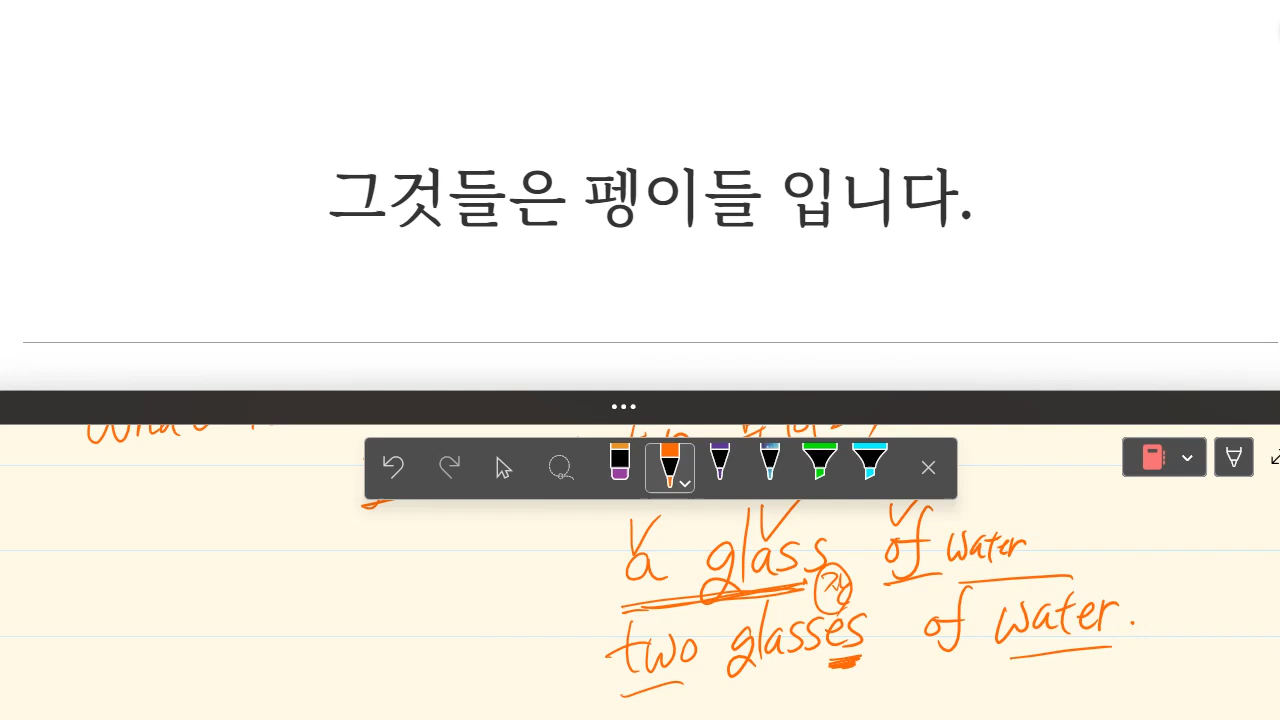 그것들은 펭이들 입니다.
a glass of water
잔
two glasses of water.